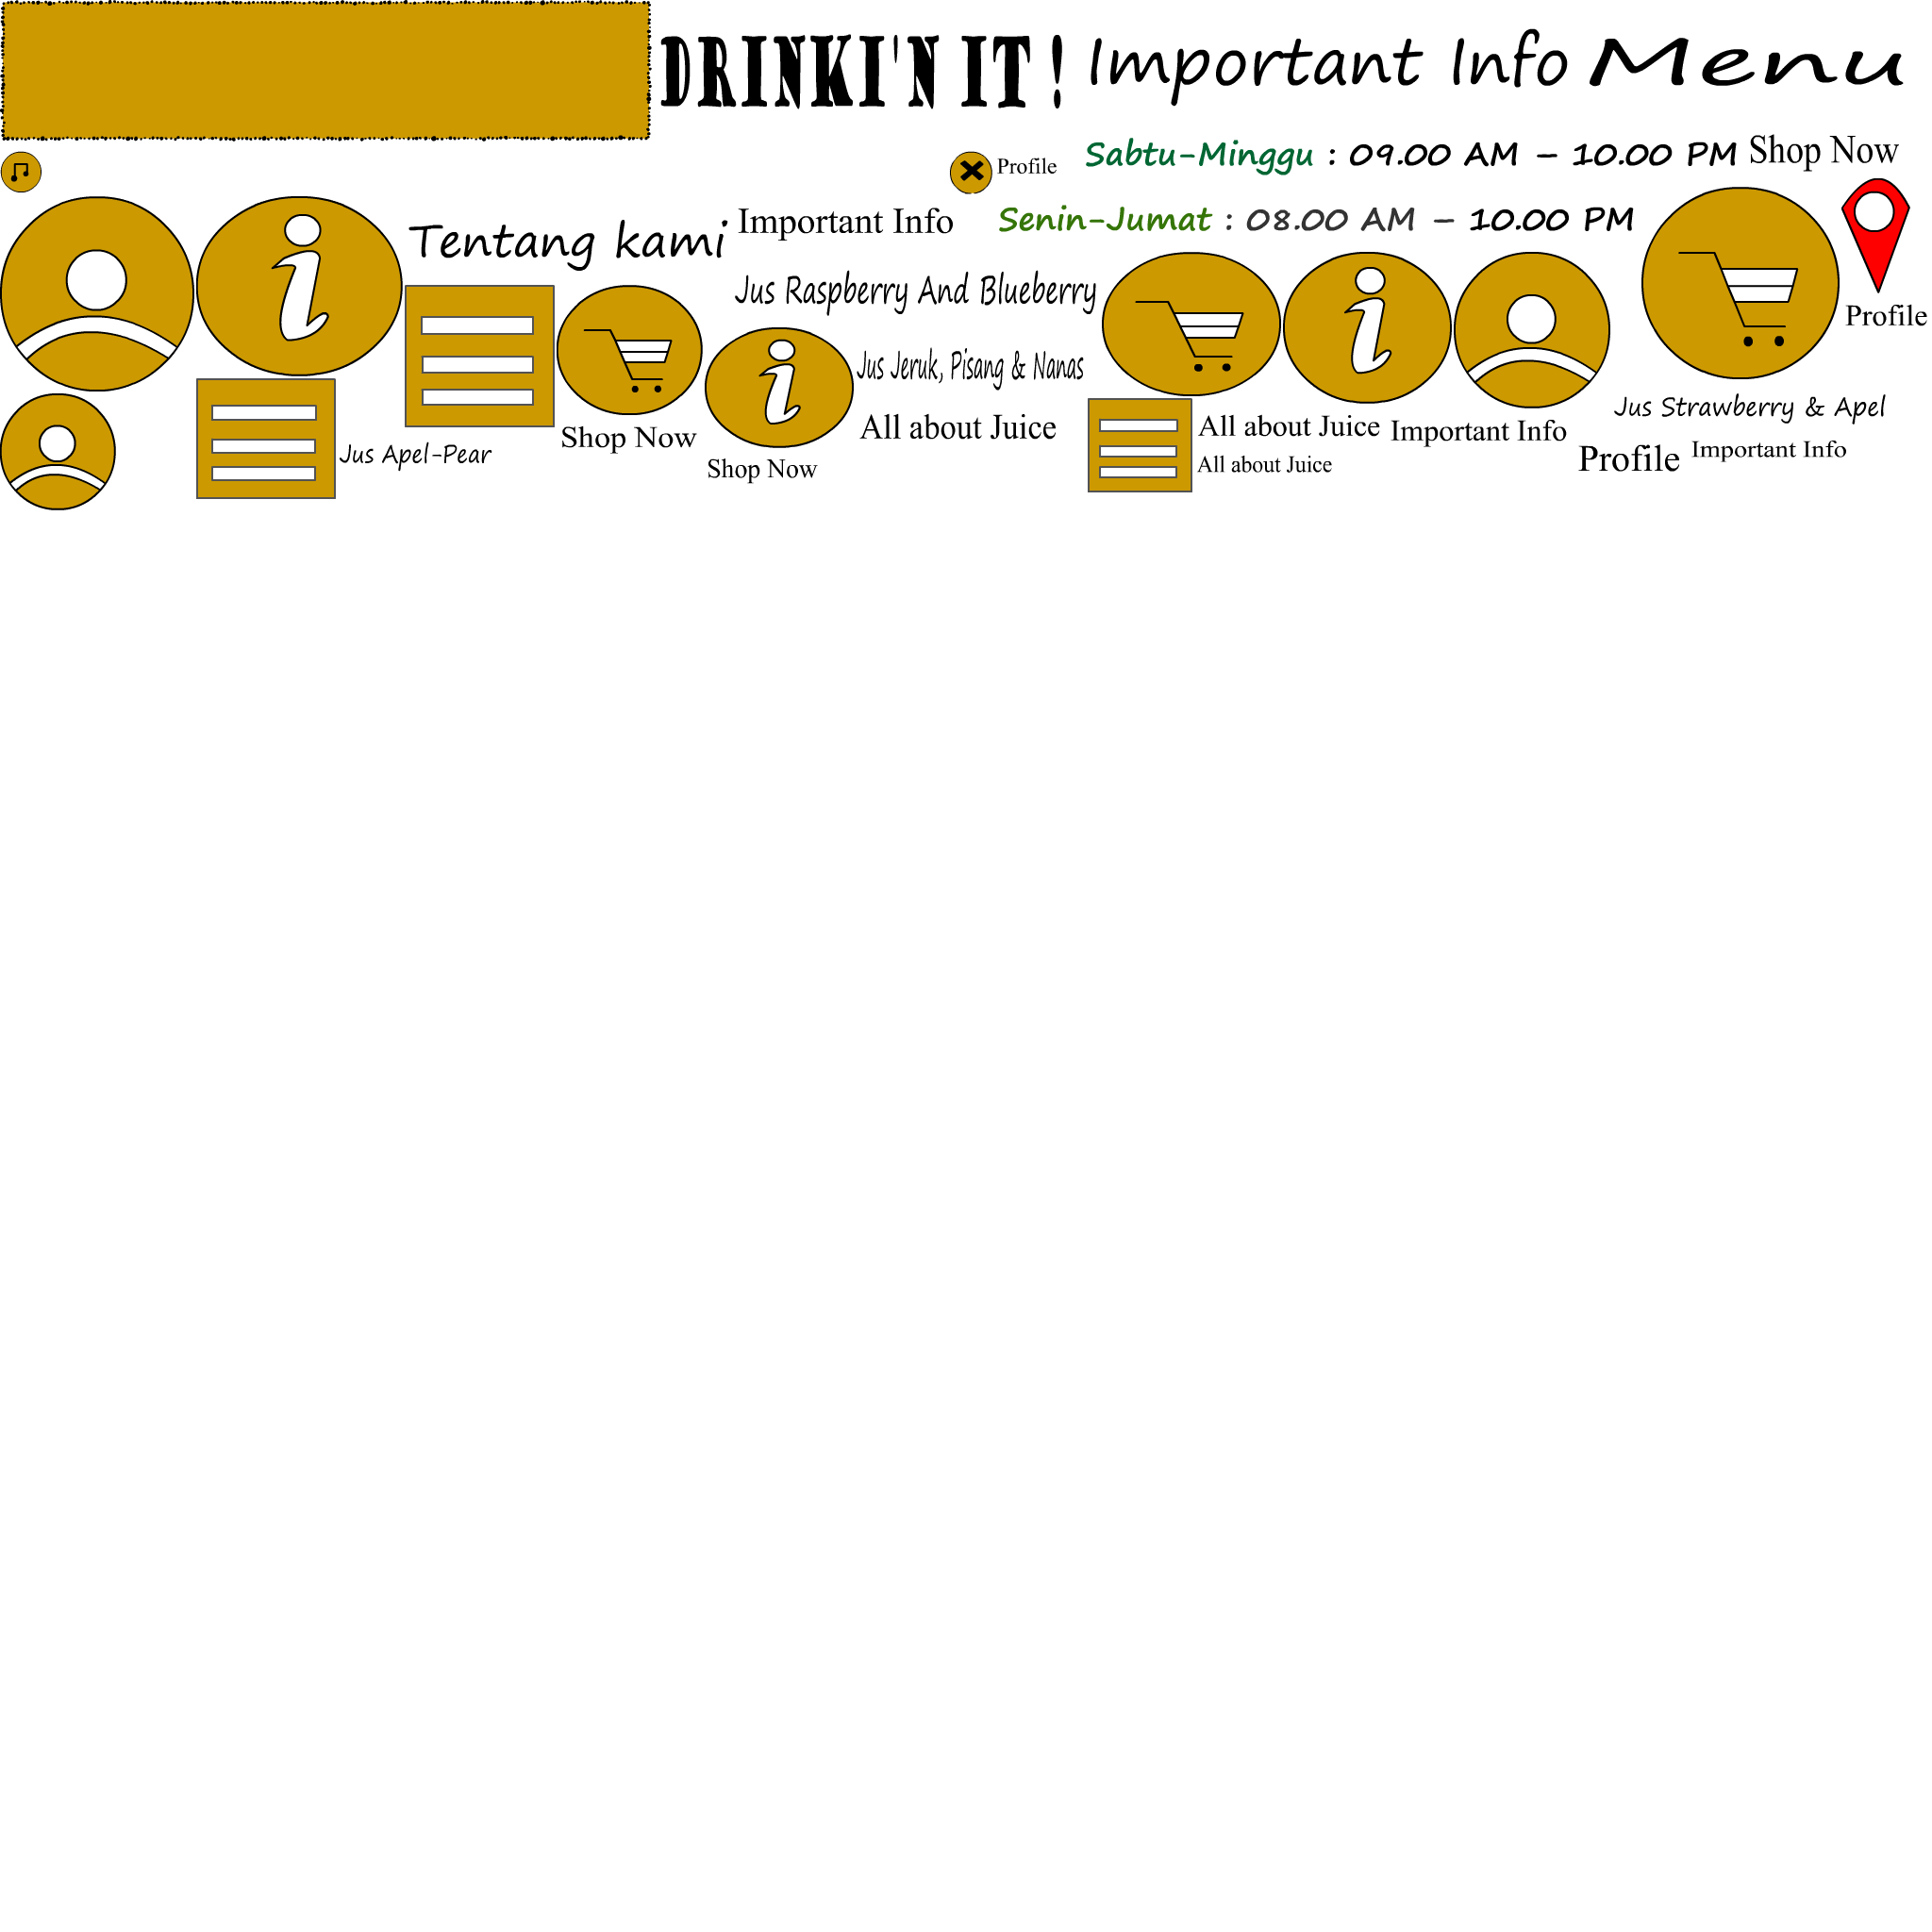 DRINKI'N IT !
Important Info
Menu
Profile
Sabtu-Minggu : 09.00 AM – 10.00 PM
Shop Now
Tentang kami
Important Info
Senin-Jumat : 08.00 AM – 10.00 PM
Jus Raspberry And Blueberry
Profile
Jus Jeruk, Pisang & Nanas
Jus Strawberry & Apel
Shop Now
All about Juice
All about Juice
Important Info
Jus Apel-Pear
Shop Now
All about Juice
Profile
Important Info